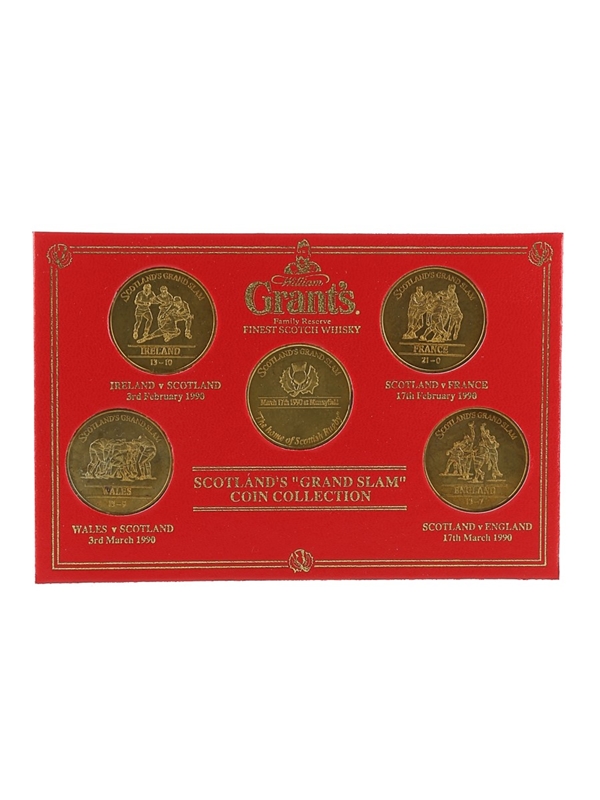 William
Grant's
Family Reserve
FINEST SCOTCH WHISKY
SCOTLAND'S GRAND SLAM
IRELAND
13-10
IRELAND v SCOTLAND
3rd February 1990
SCOTLAND'S GRAND SLAM
FRANCE
21-0
SCOTLAND v FRANCE
17th February 1990
SCOTLAND'S GRAND SLAM
March 17th 1990 at Murrayfield
"The home of Scottish Rugby"
SCOTLAND'S GRAND SLAM
WALES
WALES v SCOTLAND
3rd March 1990
SCOTLAND'S GRAND SLAM
ENGLAND
13-7
SCOTLAND v ENGLAND
17th March 1990
SCOTLAND'S "GRAND SLAM"
COIN COLLECTION